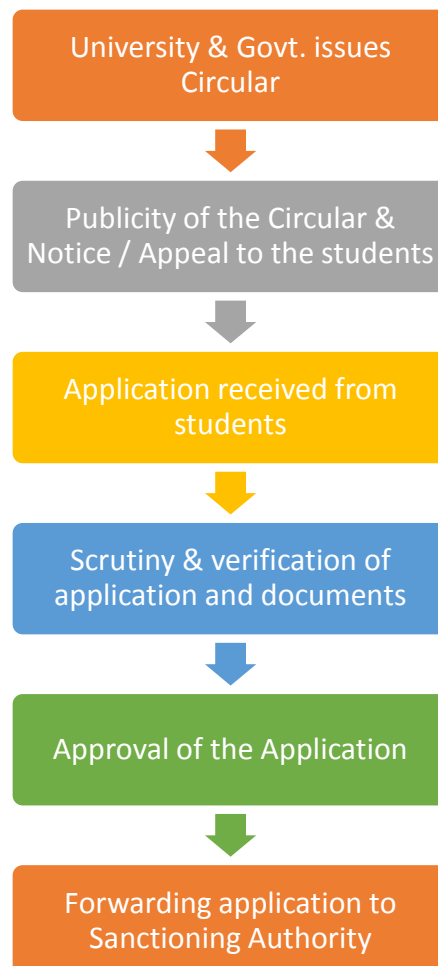 University & Govt. issues
Circular
Publicity of the Circular &
Notice / Appeal to the students
Application received from
students
Scrutiny & verification of
application and documents
Approval of the Application
Forwarding application to
Sanctioning Authority